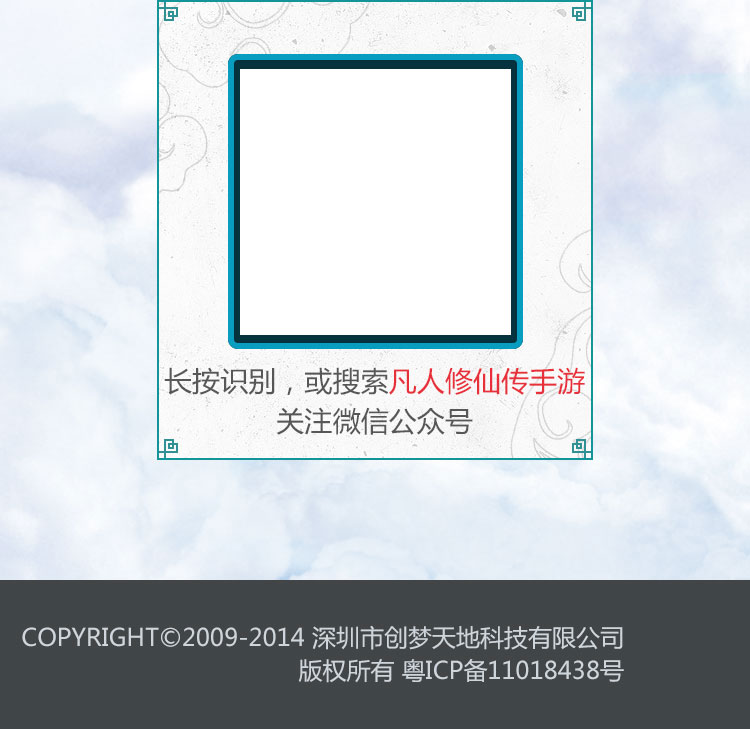 长按识别，或搜索凡人修仙传手游
关注微信公众号
COPYRIGHT©2009-2014 深圳市创梦天地科技有限公司
版权所有 粤ICP备11018438号